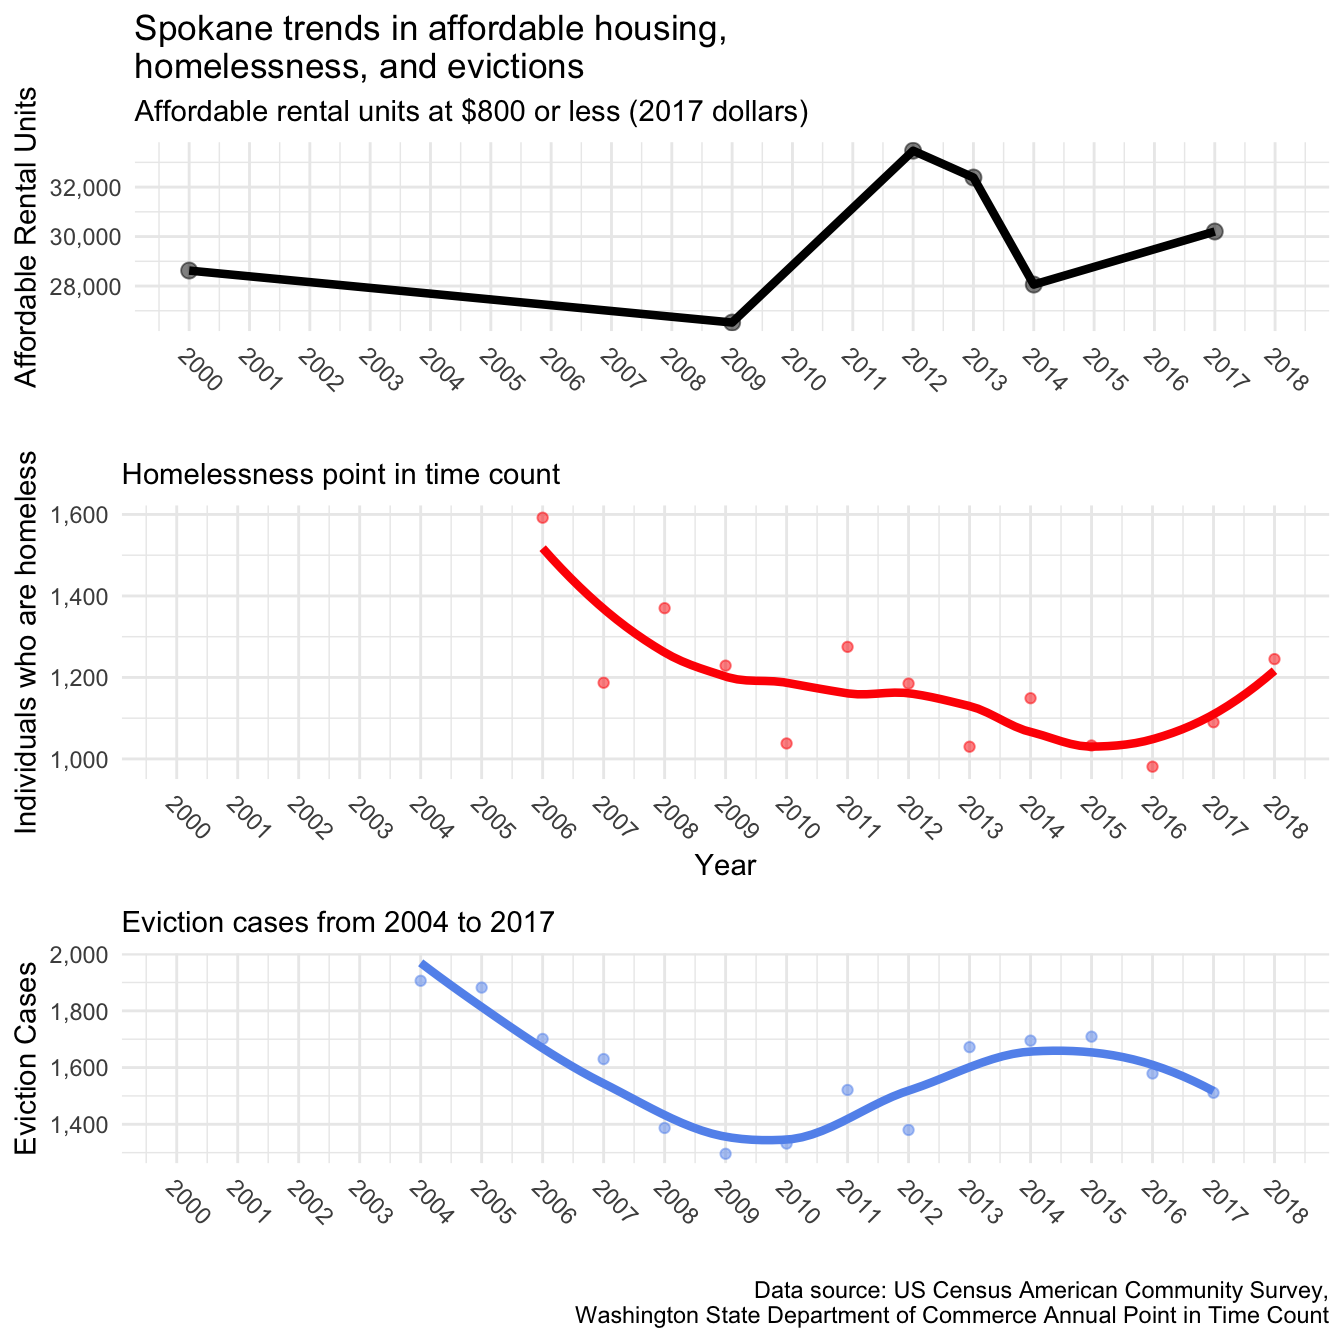 Spokane trends in affordable housing,
homelessness, and evictions
Affordable rental units at $800 or less (2017 dollars)
Affordable Rental Units
32,000
30,000
28,000
2000 2001 2002 2003 2004 2005 2006 2007 2008 2009 2010 2011 2012 2013 2014 2015 2016 2017 2018
Homelessness point in time count
Individuals who are homeless
1,600
1,400
1,200
1,000
2000 2001 2002 2003 2004 2005 2006 2007 2008 2009 2010 2011 2012 2013 2014 2015 2016 2017 2018
Year
Eviction cases from 2004 to 2017
Eviction Cases
2,000
1,800
1,600
1,400
2000 2001 2002 2003 2004 2005 2006 2007 2008 2009 2010 2011 2012 2013 2014 2015 2016 2017 2018
Data source: US Census American Community Survey,
Washington State Department of Commerce Annual Point in Time Count